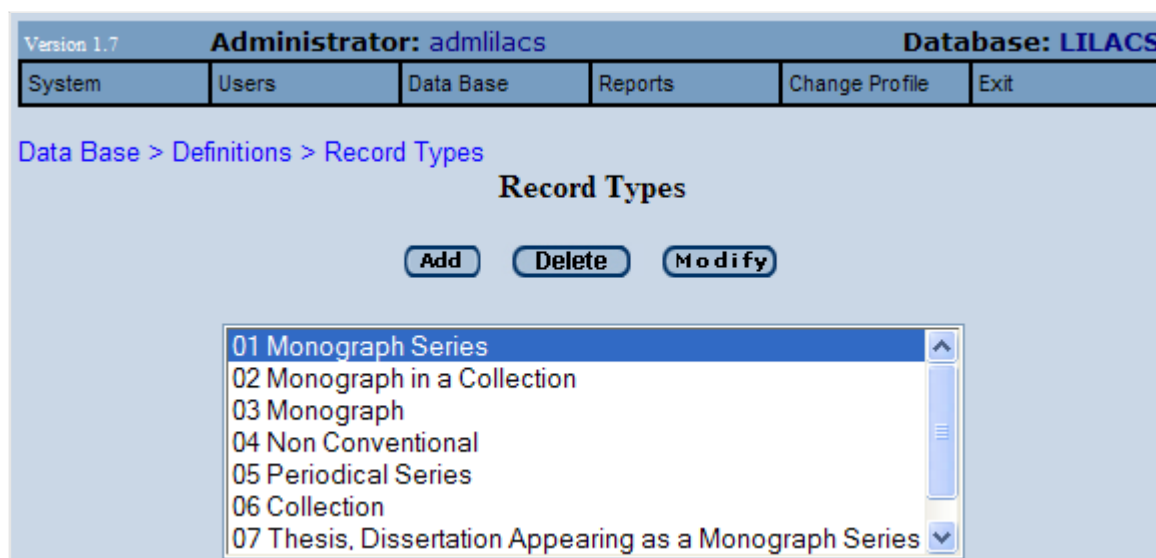 Version 1.7 Administrator: admlilacs Database: LILACS
System Users Data Base Reports Change Profile Exit
Data Base > Definitions > Record Types
Record Types
Add Delete Modify
01 Monograph Series
02 Monograph in a Collection
03 Monograph
04 Non Conventional
05 Periodical Series
06 Collection
07 Thesis, Dissertation Appearing as a Monograph Series